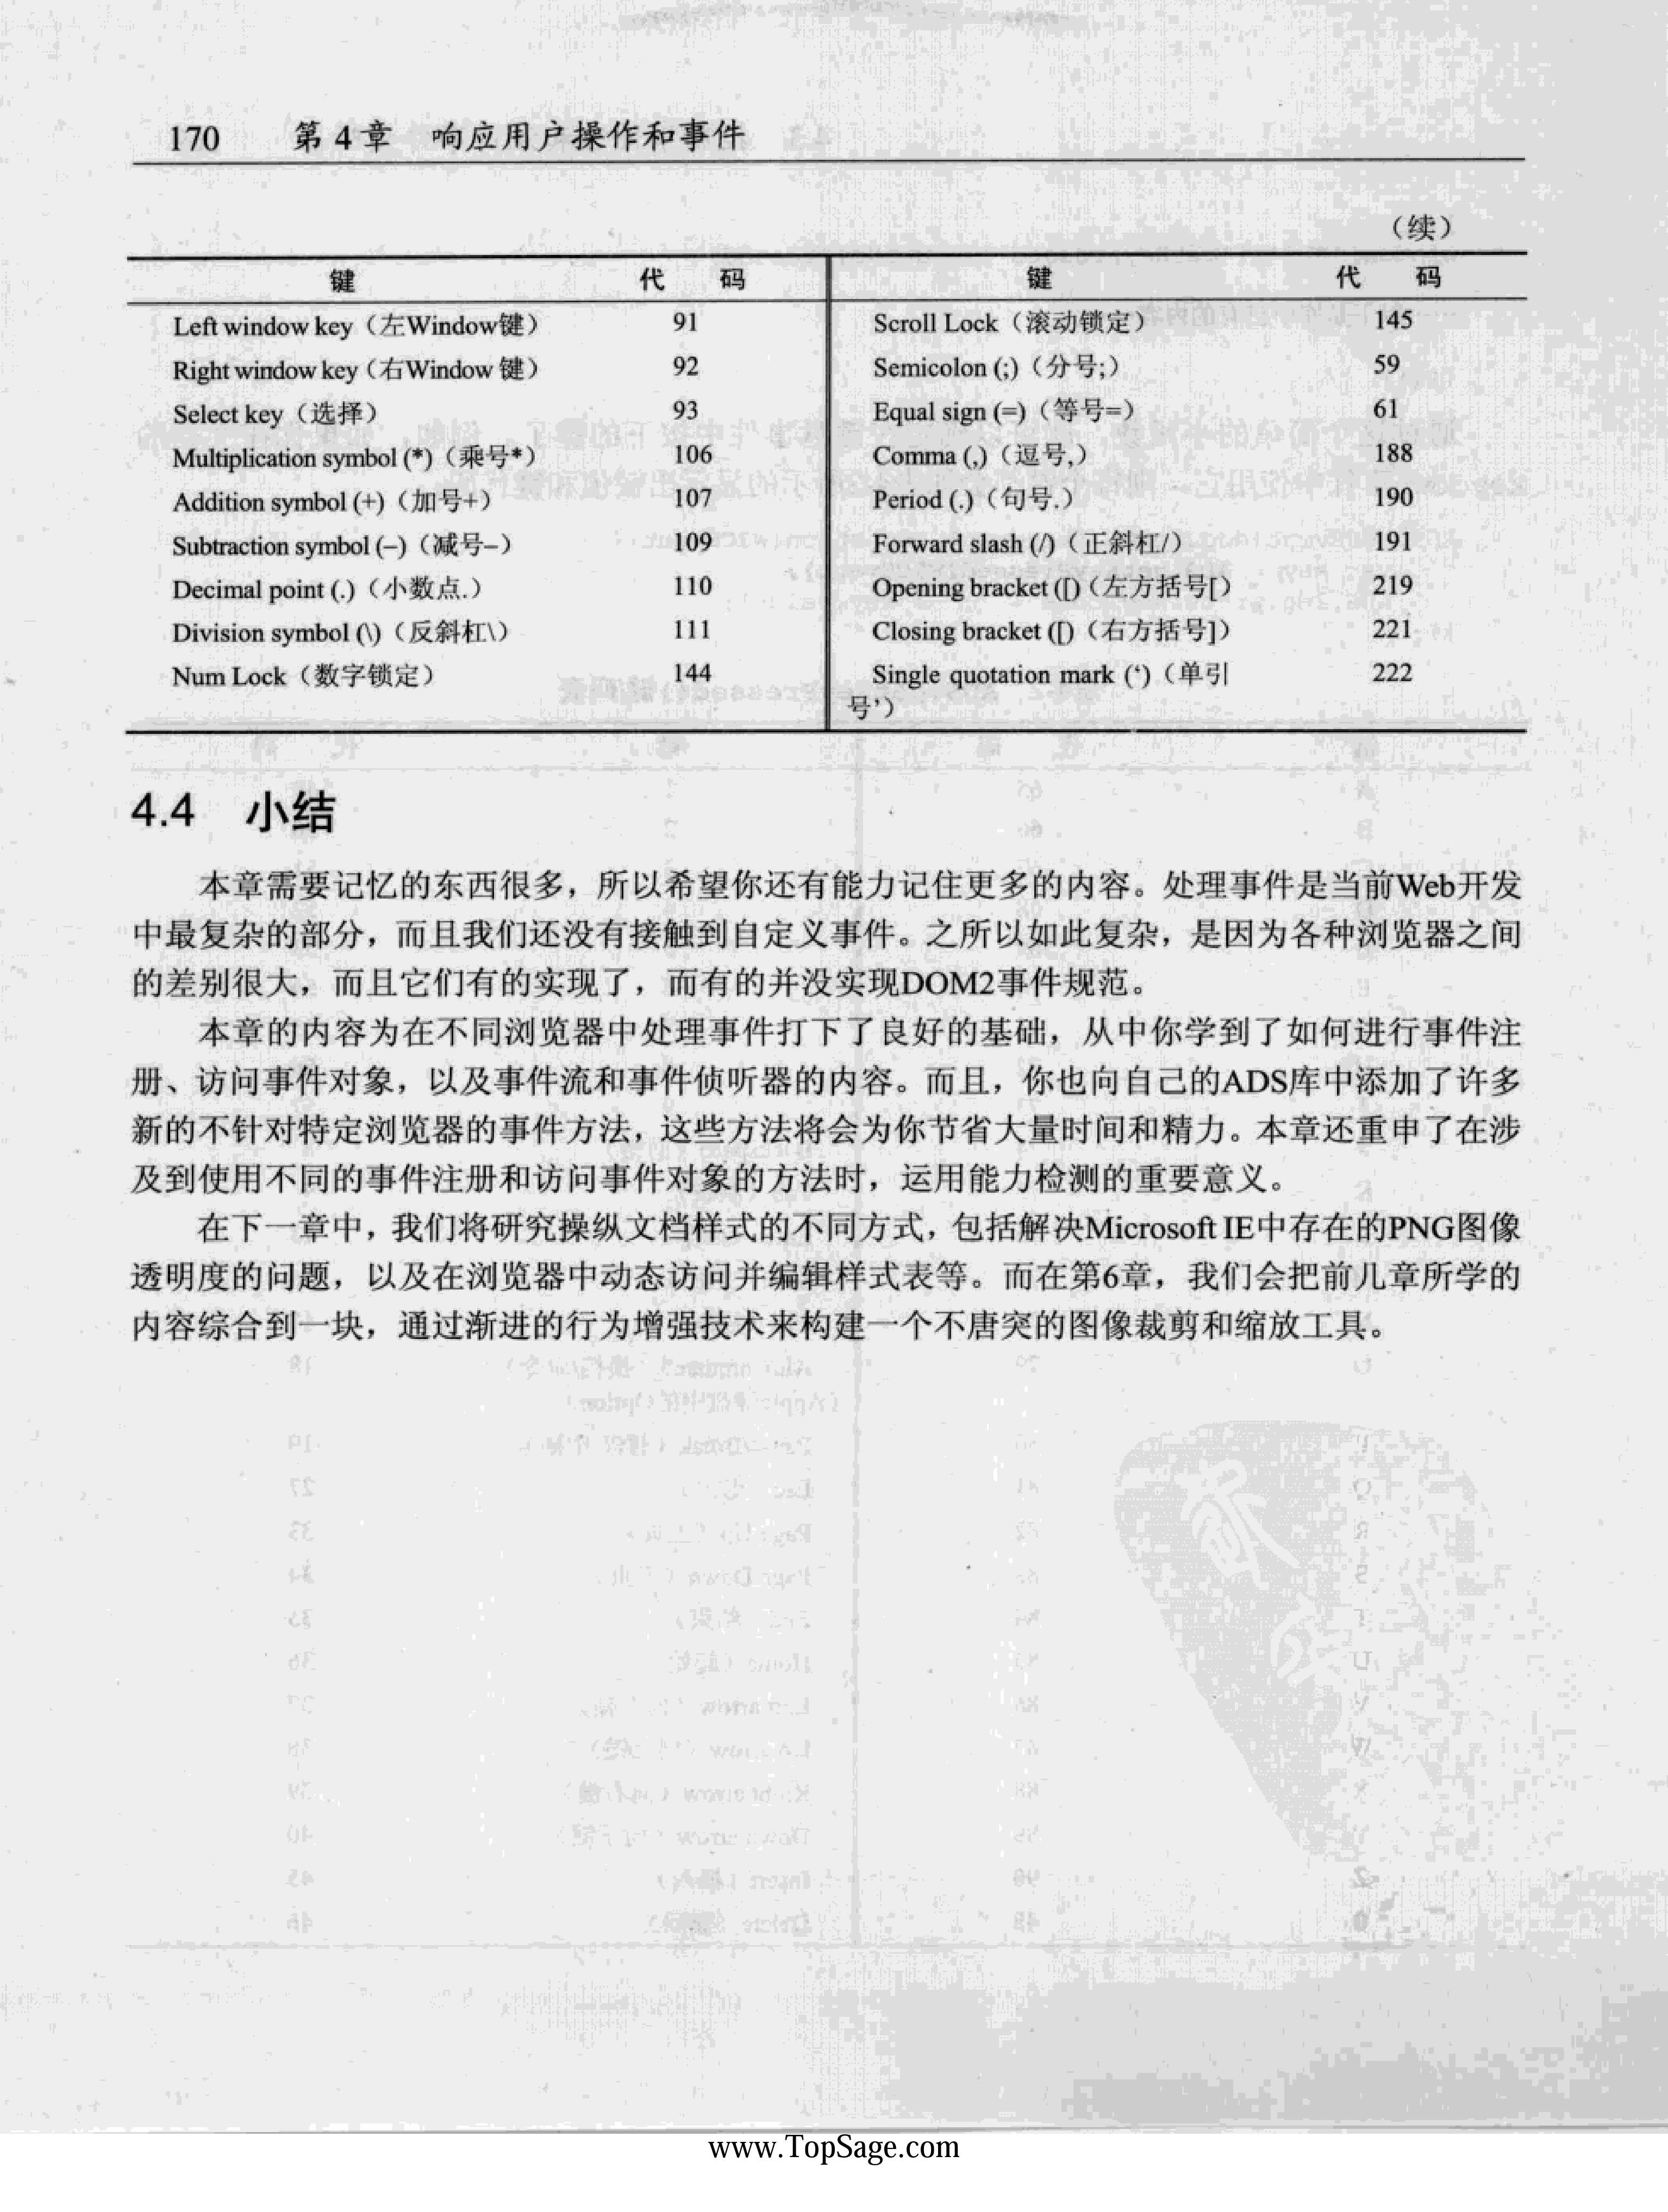 170 第 4 章 响应用户操作和事件
（续）
键 代 码 键 代 码
Left window key（左Window键） 91 Scroll Lock（滚动锁定） 145
Right window key（右Window 键） 92 Semicolon (;)（分号;） 59
Select key（选择） 93 Equal sign (=)（等号=） 61
Multiplication symbol (*)（乘号*） 106 Comma (,)（逗号,） 188
Addition symbol (+)（加号+） 107 Period (.)（句号.） 190
Subtraction symbol (–)（减号–） 109 Forward slash (/)（正斜杠/） 191
Decimal point (.)（小数点.） 110 Opening bracket ([)（左方括号[） 219
Division symbol (\)（反斜杠\） 111 Closing bracket ([)（右方括号]） 221
Num Lock（数字锁定） 144 Single quotation mark (‘)（单引 222
号’）
4.4 小结
本章需要记忆的东西很多，所以希望你还有能力记住更多的内容。处理事件是当前Web开发
中最复杂的部分，而且我们还没有接触到自定义事件。之所以如此复杂，是因为各种浏览器之间
的差别很大，而且它们有的实现了，而有的并没实现DOM2事件规范。
本章的内容为在不同浏览器中处理事件打下了良好的基础，从中你学到了如何进行事件注
册、访问事件对象，以及事件流和事件侦听器的内容。而且，你也向自己的ADS库中添加了许多
新的不针对特定浏览器的事件方法，这些方法将会为你节省大量时间和精力。本章还重申了在涉
及到使用不同的事件注册和访问事件对象的方法时，运用能力检测的重要意义。
在下一章中，我们将研究操纵文档样式的不同方式，包括解决Microsoft IE中存在的PNG图像
透明度的问题，以及在浏览器中动态访问并编辑样式表等。而在第6章，我们会把前几章所学的
内容综合到一块，通过渐进的行为增强技术来构建一个不唐突的图像裁剪和缩放工具。
www.TopSage.com